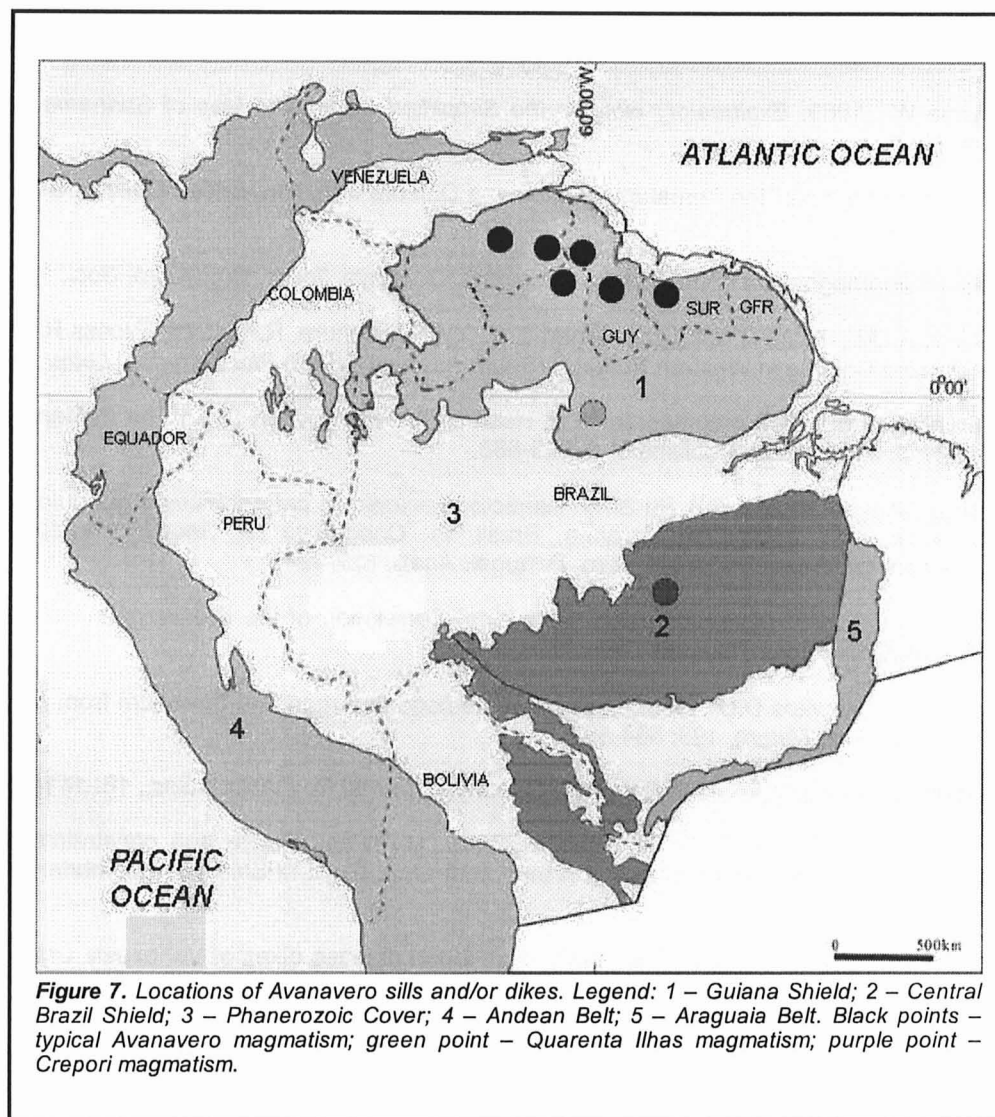 60°00'W
ATLANTIC OCEAN
VENEZUELA
COLOMBIA
SUR
GFR
GUY
1
0°00'
EQUADOR
BRAZIL
PERU
3
2
5
4
BOLIVIA
PACIFIC
OCEAN
0 500km
Figure 7. Locations of Avanavero sills and/or dikes. Legend: 1 – Guiana Shield; 2 – Central
Brazil Shield; 3 – Phanerozoic Cover; 4 – Andean Belt; 5 – Araguaia Belt. Black points –
typical Avanavero magmatism; green point – Quarenta Ilhas magmatism; purple point –
Crepori magmatism.